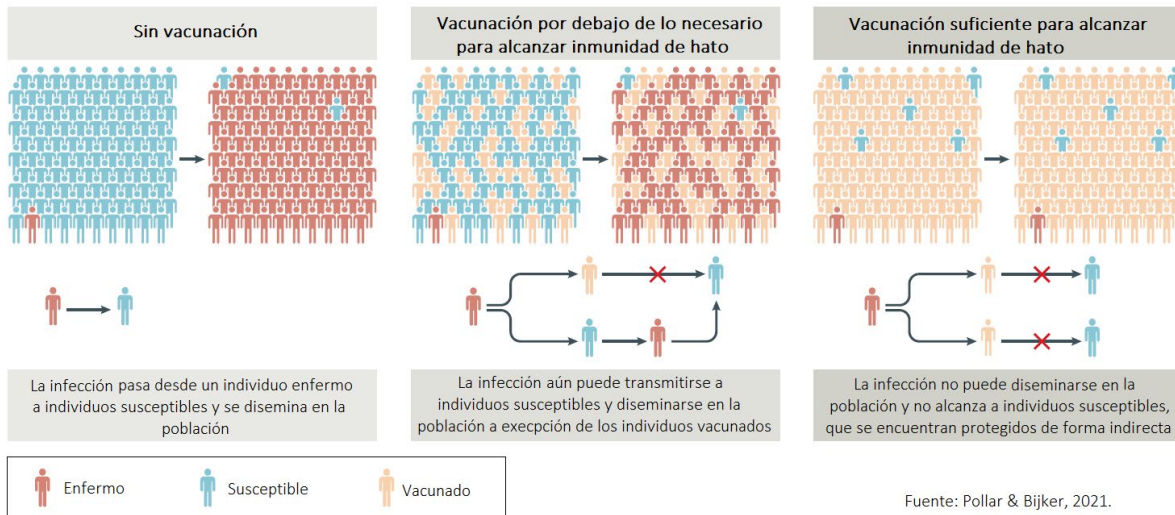 Sin vacunación
Vacunación por debajo de lo necesario
para alcanzar inmunidad de hato
Vacunación suficiente para alcanzar
inmunidad de hato
La infección pasa desde un individuo enfermo
a individuos susceptibles y se disemina en la
población
La infección aún puede transmitirse a
individuos susceptibles y diseminarse en la
población a execpción de los individuos vacunados
La infección no puede diseminarse en la
población y no alcanza a individuos susceptibles,
que se encuentran protegidos de forma indirecta
Enfermo
Susceptible
Vacunado
Fuente: Pollar & Bijker, 2021.